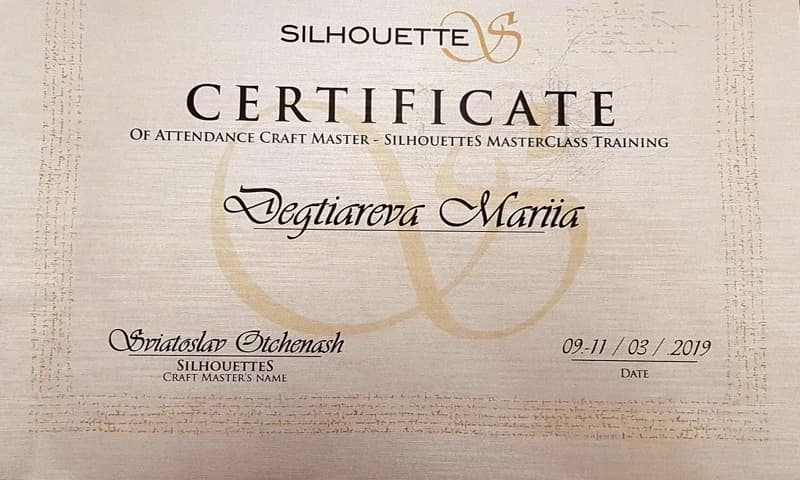 SILHOUETTE S
CERTIFICATE
OF ATTENDANCE CRAFT MASTER - SILHOUETTES MASTERCLASS TRAINING
Degtiareva Mariia
Sviatoslav Otchenash
SILHOUETTES
CRAFT MASTER'S NAME
09.-11 / 03 / .2019
DATE